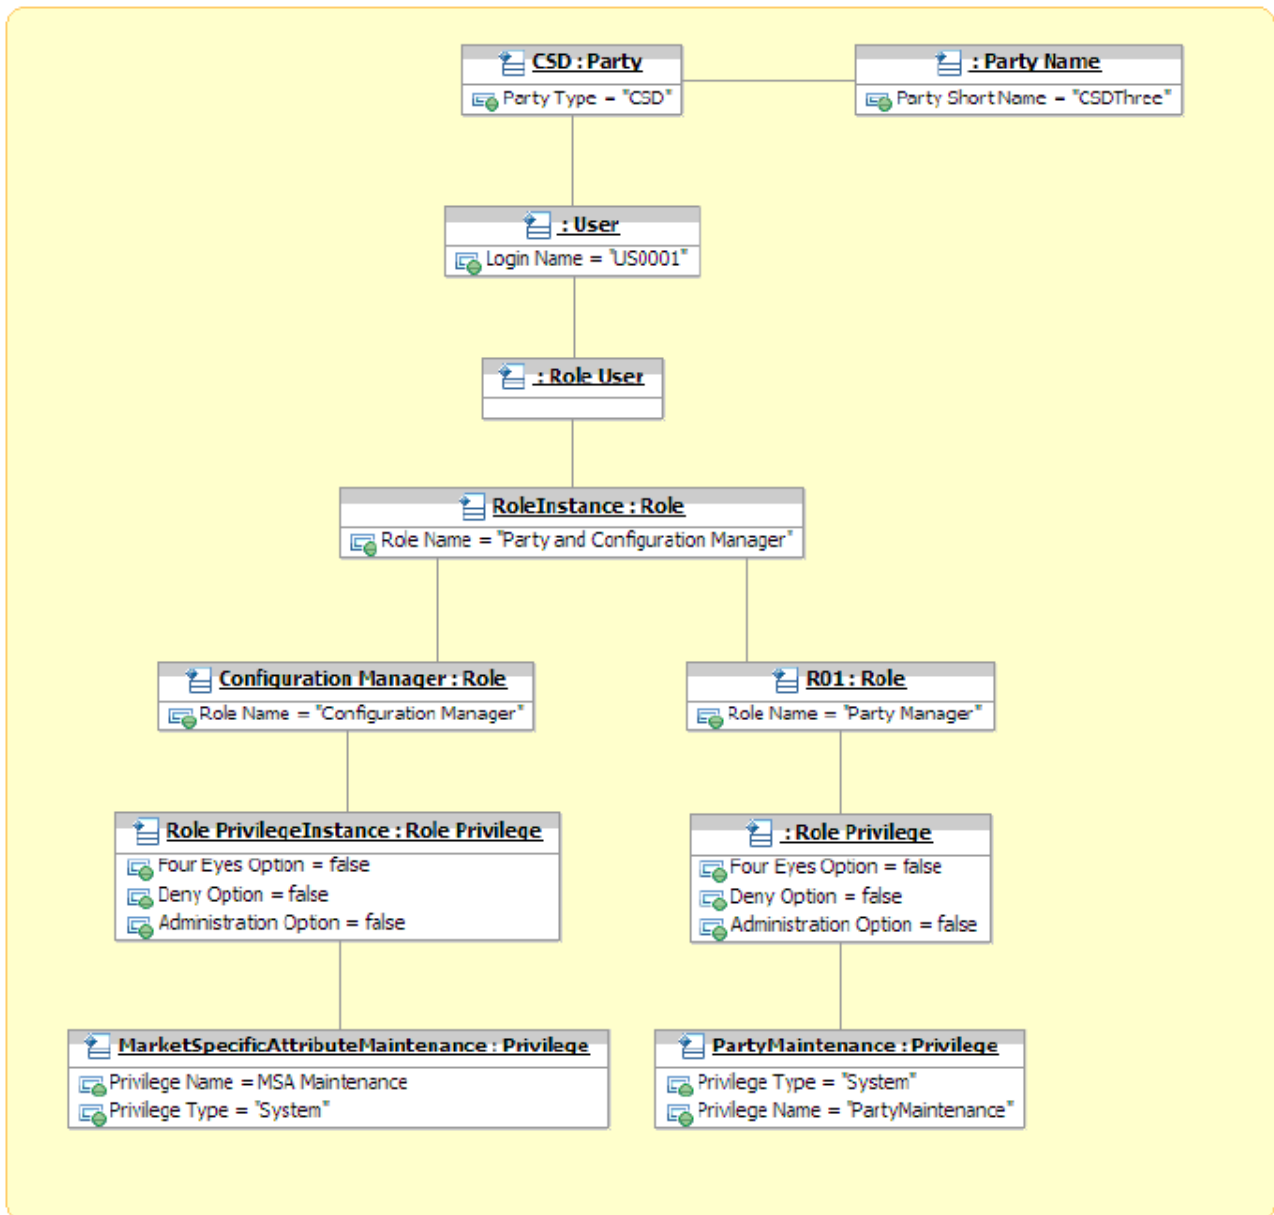 CSD : Party
Party Type = "CSD"
: Party Name
Party Short Name = "CSDThree"
: User
Login Name = "US0001"
: Role User
RoleInstance : Role
Role Name = "Party and Configuration Manager"
Configuration Manager : Role
Role Name = "Configuration Manager"
R01 : Role
Role Name = "Party Manager"
Role PrivilegeInstance : Role Privilege
Four Eyes Option = false
Deny Option = false
Administration Option = false
: Role Privilege
Four Eyes Option = false
Deny Option = false
Administration Option = false
MarketSpecificAttributeMaintenance : Privilege
Privilege Name = MSA Maintenance
Privilege Type = "System"
PartyMaintenance : Privilege
Privilege Type = "System"
Privilege Name = "PartyMaintenance"